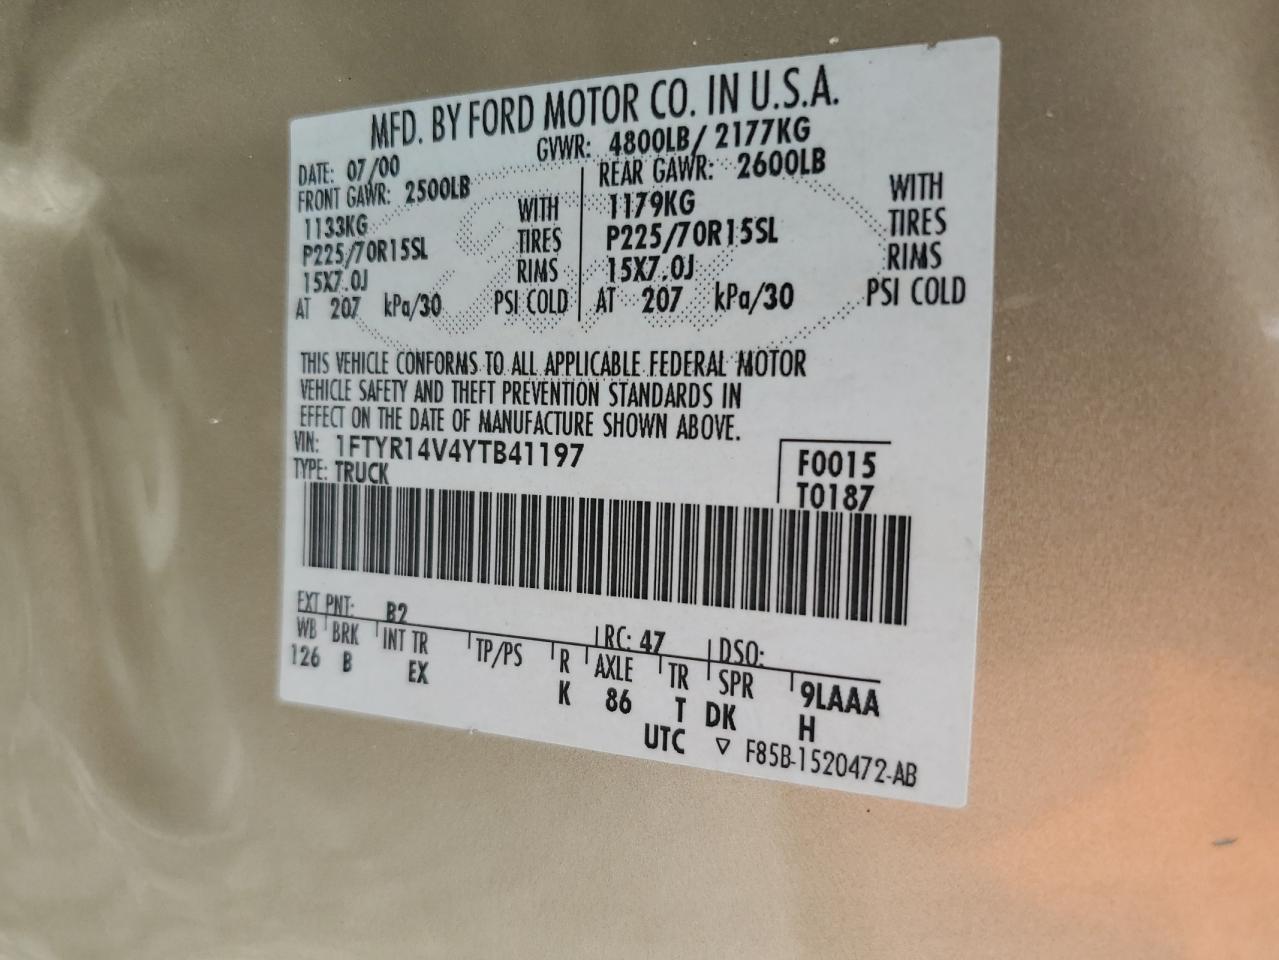 MFD. BY FORD MOTOR CO. IN U.S.A.
DATE: 07/00 GVWR: 4800LB/ 2177KG
FRONT GAWR: 2500LB REAR GAWR: 2600LB
1133KG WITH 1179KG WITH
P225/70R15SL TIRES P225/70R15SL TIRES
15X7.0J RIMS 15X7.0J RIMS
AT 207 kPa/30 PSI COLD AT 207 kPa/30 PSI COLD
THIS VEHICLE CONFORMS TO ALL APPLICABLE FEDERAL MOTOR
VEHICLE SAFETY AND THEFT PREVENTION STANDARDS IN
EFFECT ON THE DATE OF MANUFACTURE SHOWN ABOVE.
VIN: 1FTYR14V4YTB41197 F0015
TYPE: TRUCK T0187
EXT PNT: B2 RC: 47 DSO:
WB BRK INT TR TP/PS R AXLE TR SPR 9LAAA
126 B EX K 86 T DK H
UTC ▽ F85B-1520472-AB